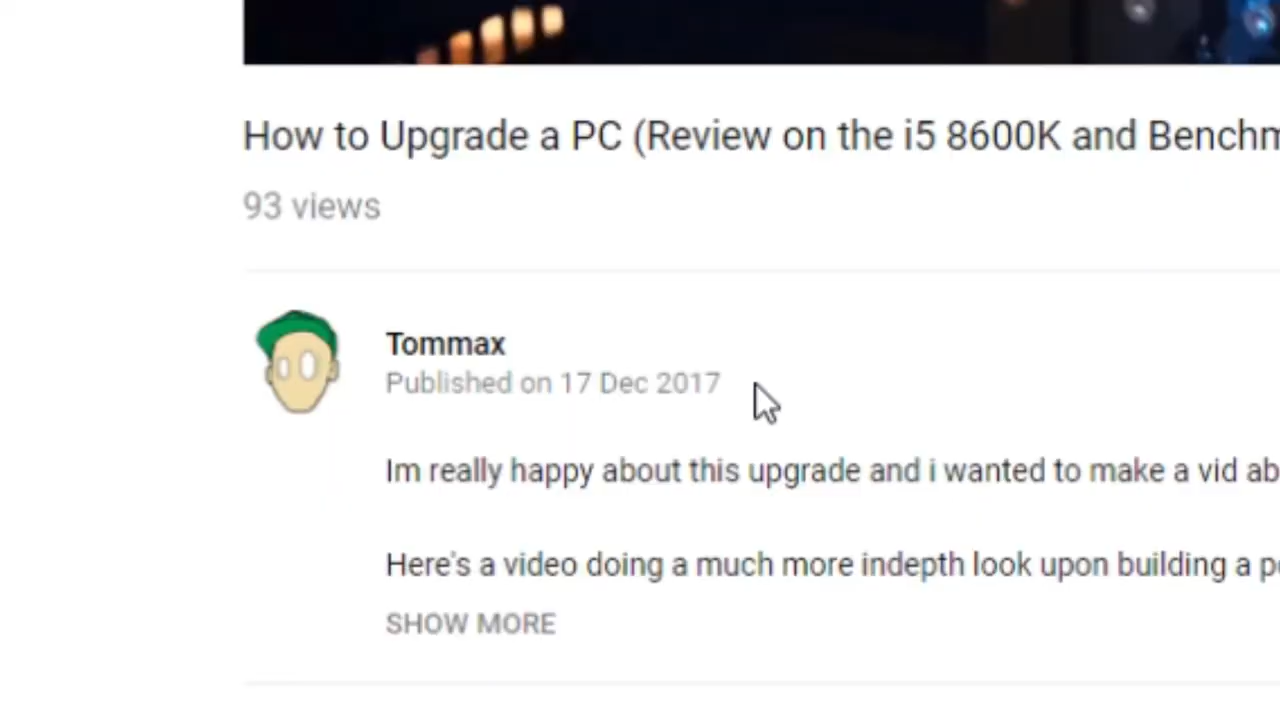 How to Upgrade a PC (Review on the i5 8600K and
93 views
Tommax
Published on 17 Dec 2017
Im really happy about this upgrade and i wanted to make a vid
Here's a video doing a much more indepth look upon building a
SHOW MORE